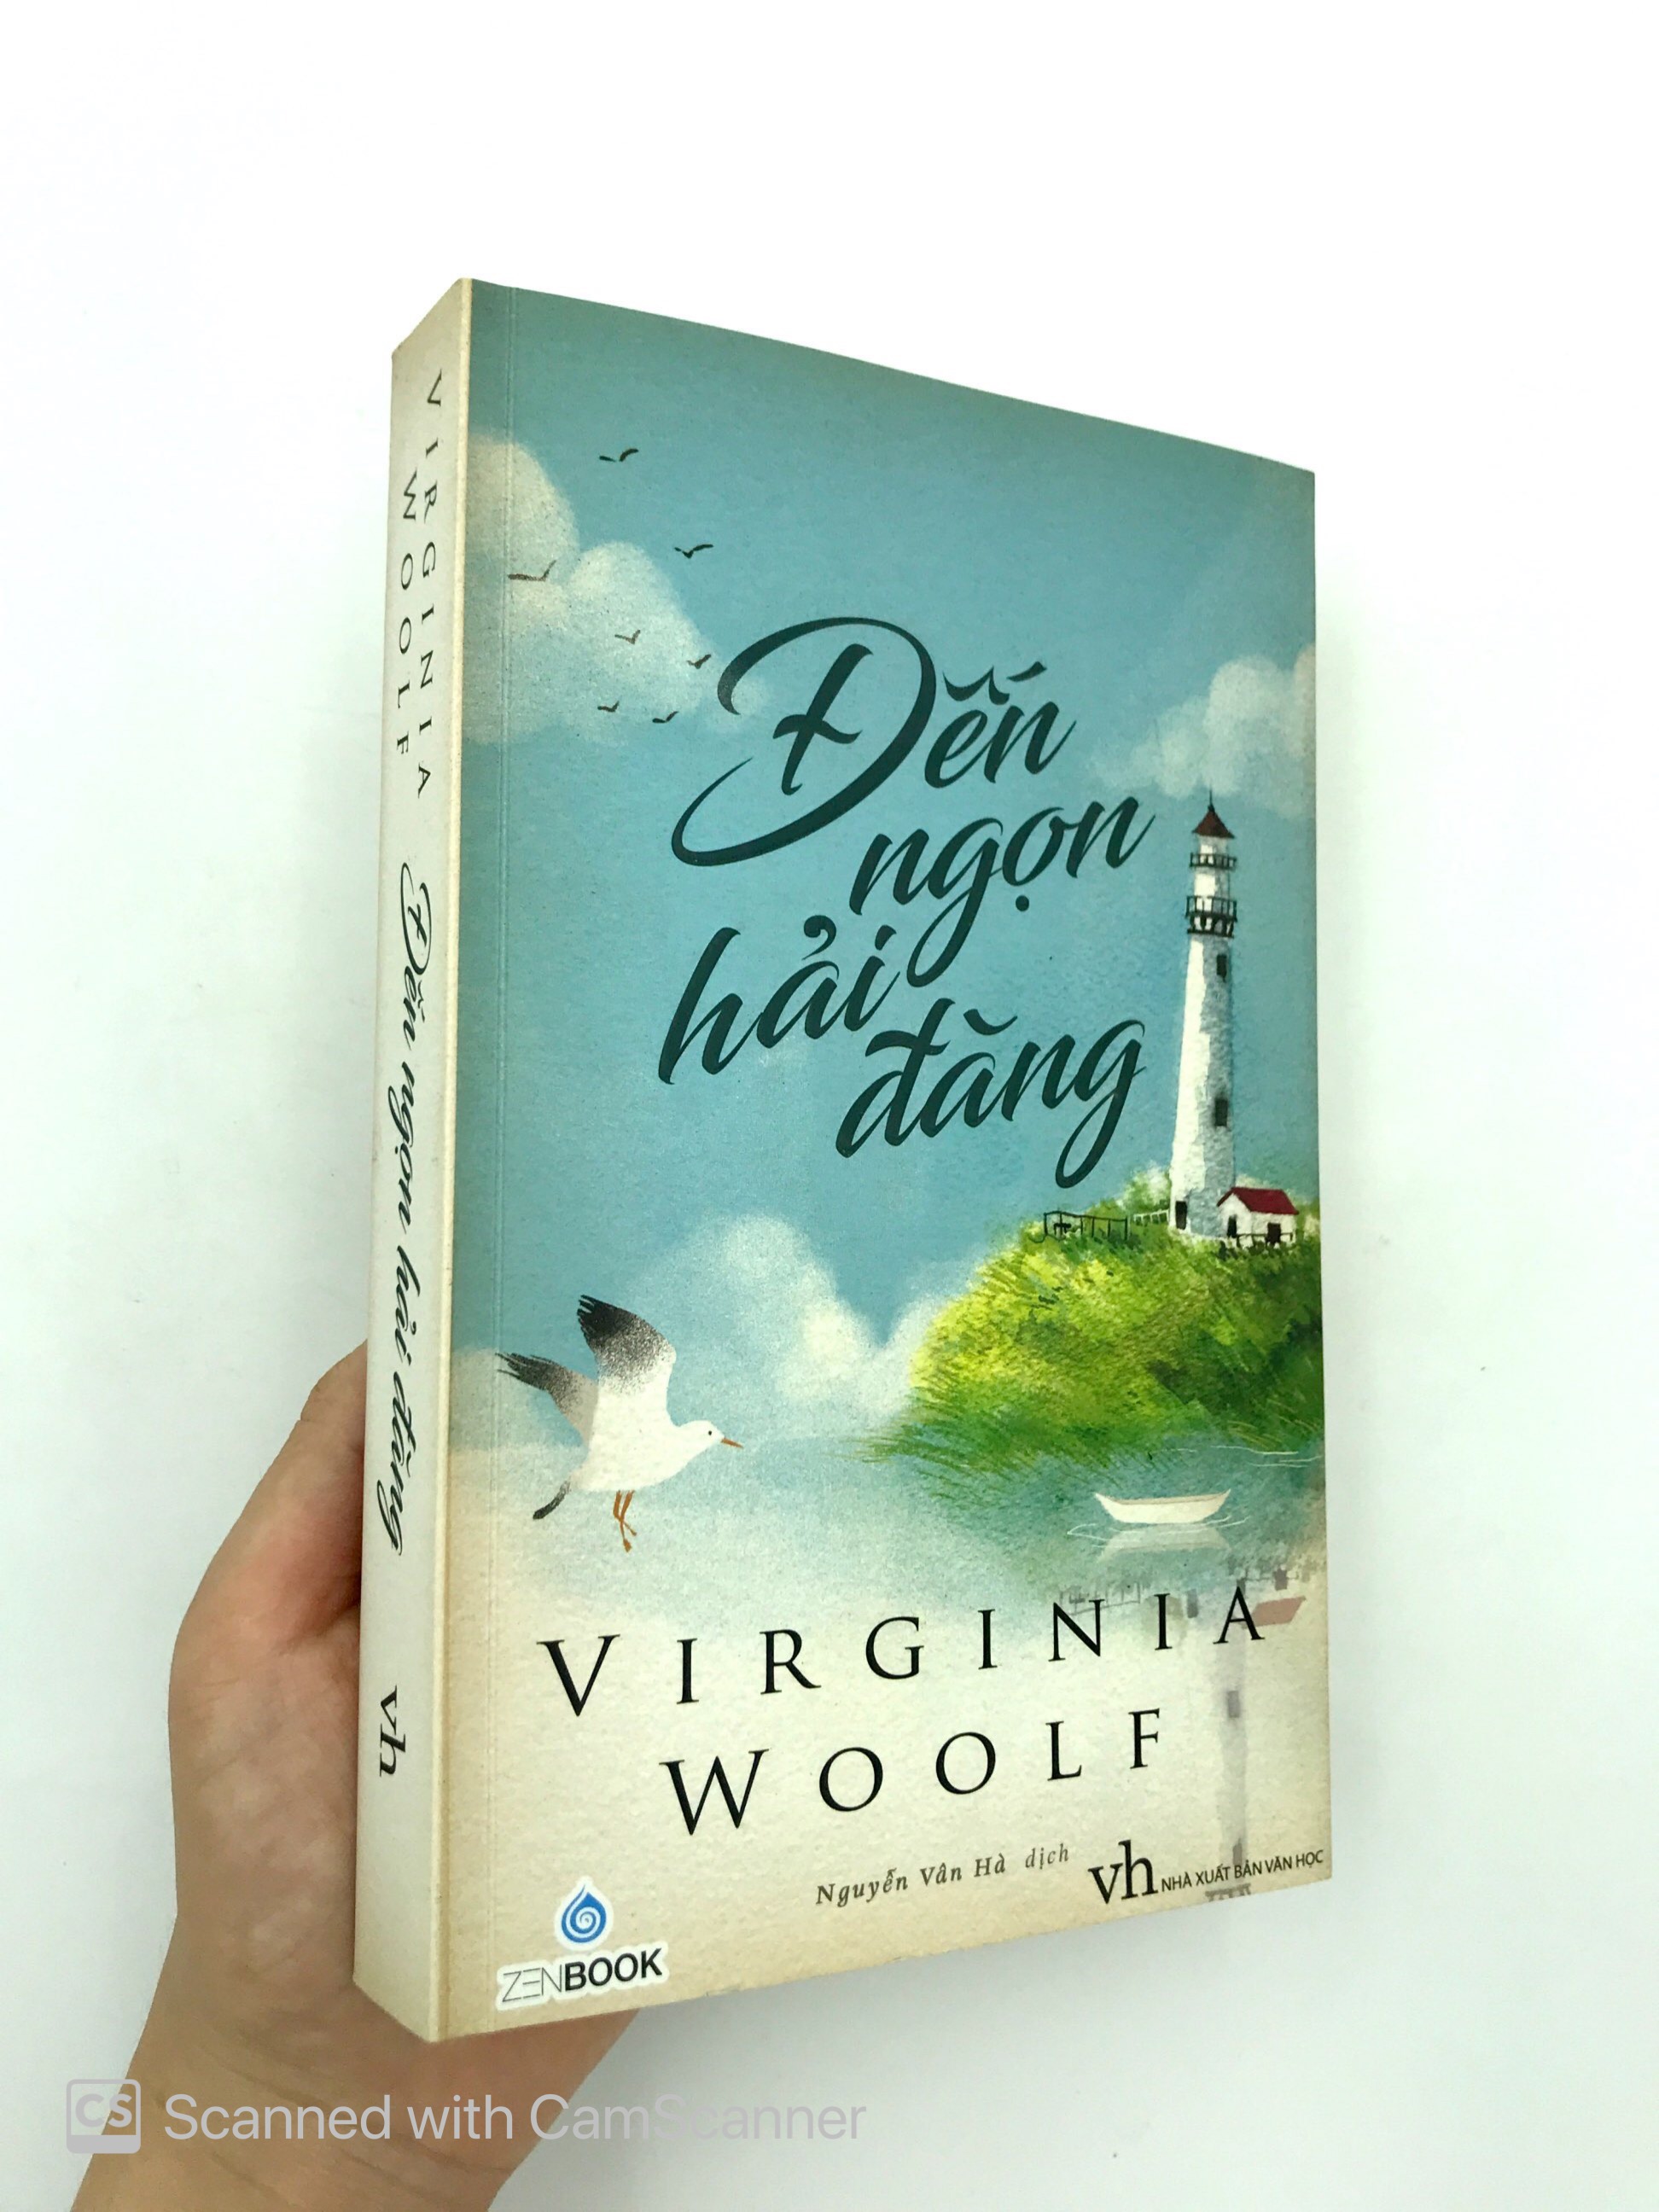 VIRGINIA
WOOLF
Đến ngọn hải đăng
vh
Đến
ngọn
hải
đăng
VIRGINIA
WOOLF
Nguyễn Vân Hà dịch
vh NHÀ XUẤT BẢN VĂN HỌC
ZENBOOK
CS Scanned with CamScanner